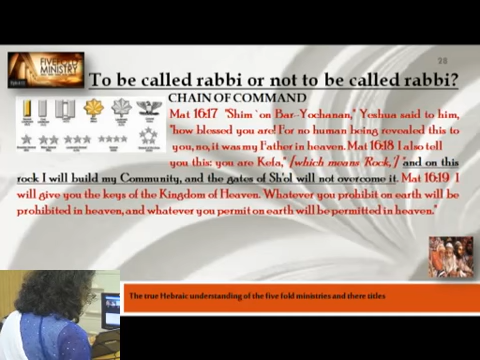 38
FIVEFOLD
MINISTRY
To be called rabbi or not to be called rabbi?
CHAIN OF COMMAND
Mat 16:17 "Shim`on Bar-Yochanan," Yeshua said to him,
"how blessed you are! For no human being revealed this to
you, no, it was my Father in heaven. Mat 16:18 I also tell
you this: you are Kefa," [which means 'Rock,'] "and on this
rock I will build my Community, and the gates of Sh'ol will not overcome it. Mat 16:19 I
will give you the keys of the Kingdom of Heaven. Whatever you prohibit on earth will be
prohibited in heaven, and whatever you permit on earth will be permitted in heaven."
The true Hebraic understanding of the five fold ministries and there titles